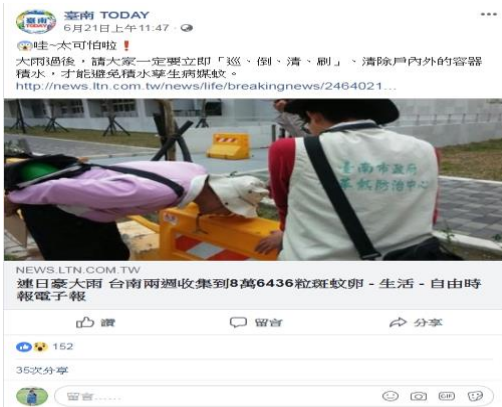 臺南 TODAY
6月21日上午11:47
哇~太可怕啦！
大雨過後，請大家一定要立即「巡、倒、清、刷」、清除戶內外的容器
積水，才能避免積水孳生病媒蚊。
http://news.ltn.com.tw/news/life/breakingnews/2464021...
臺南市政府
登革熱防治中心
NEWS.LTN.COM.TW
連日豪大雨 台南兩週收集到8萬6436粒斑蚊卵 - 生活 - 自由時
報電子報
讚
留言
分享
152
35次分享
留言......
GIF